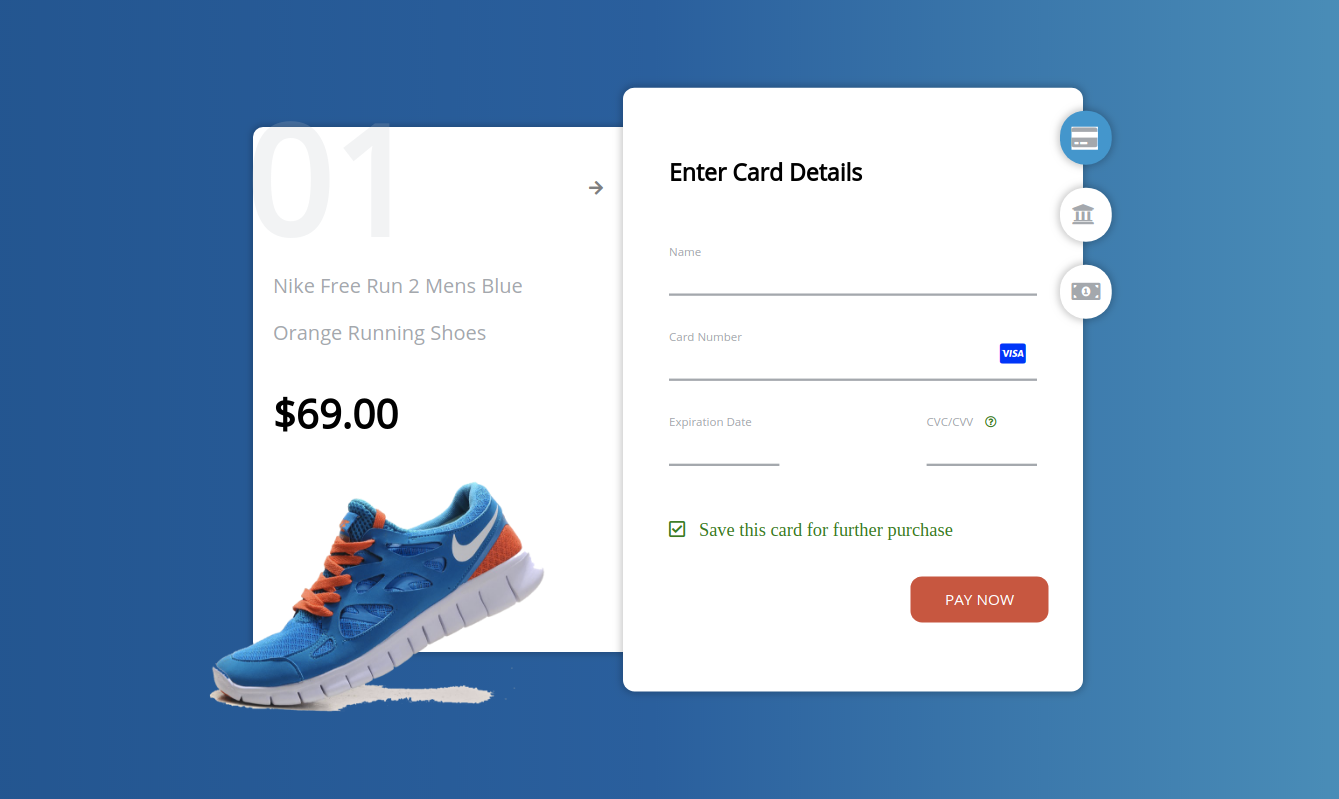 01
Nike Free Run 2 Mens Blue
Orange Running Shoes
$69.00
Enter Card Details
Name
Card Number
VISA
Expiration Date
CVC/CVV
Save this card for further purchase
PAY NOW